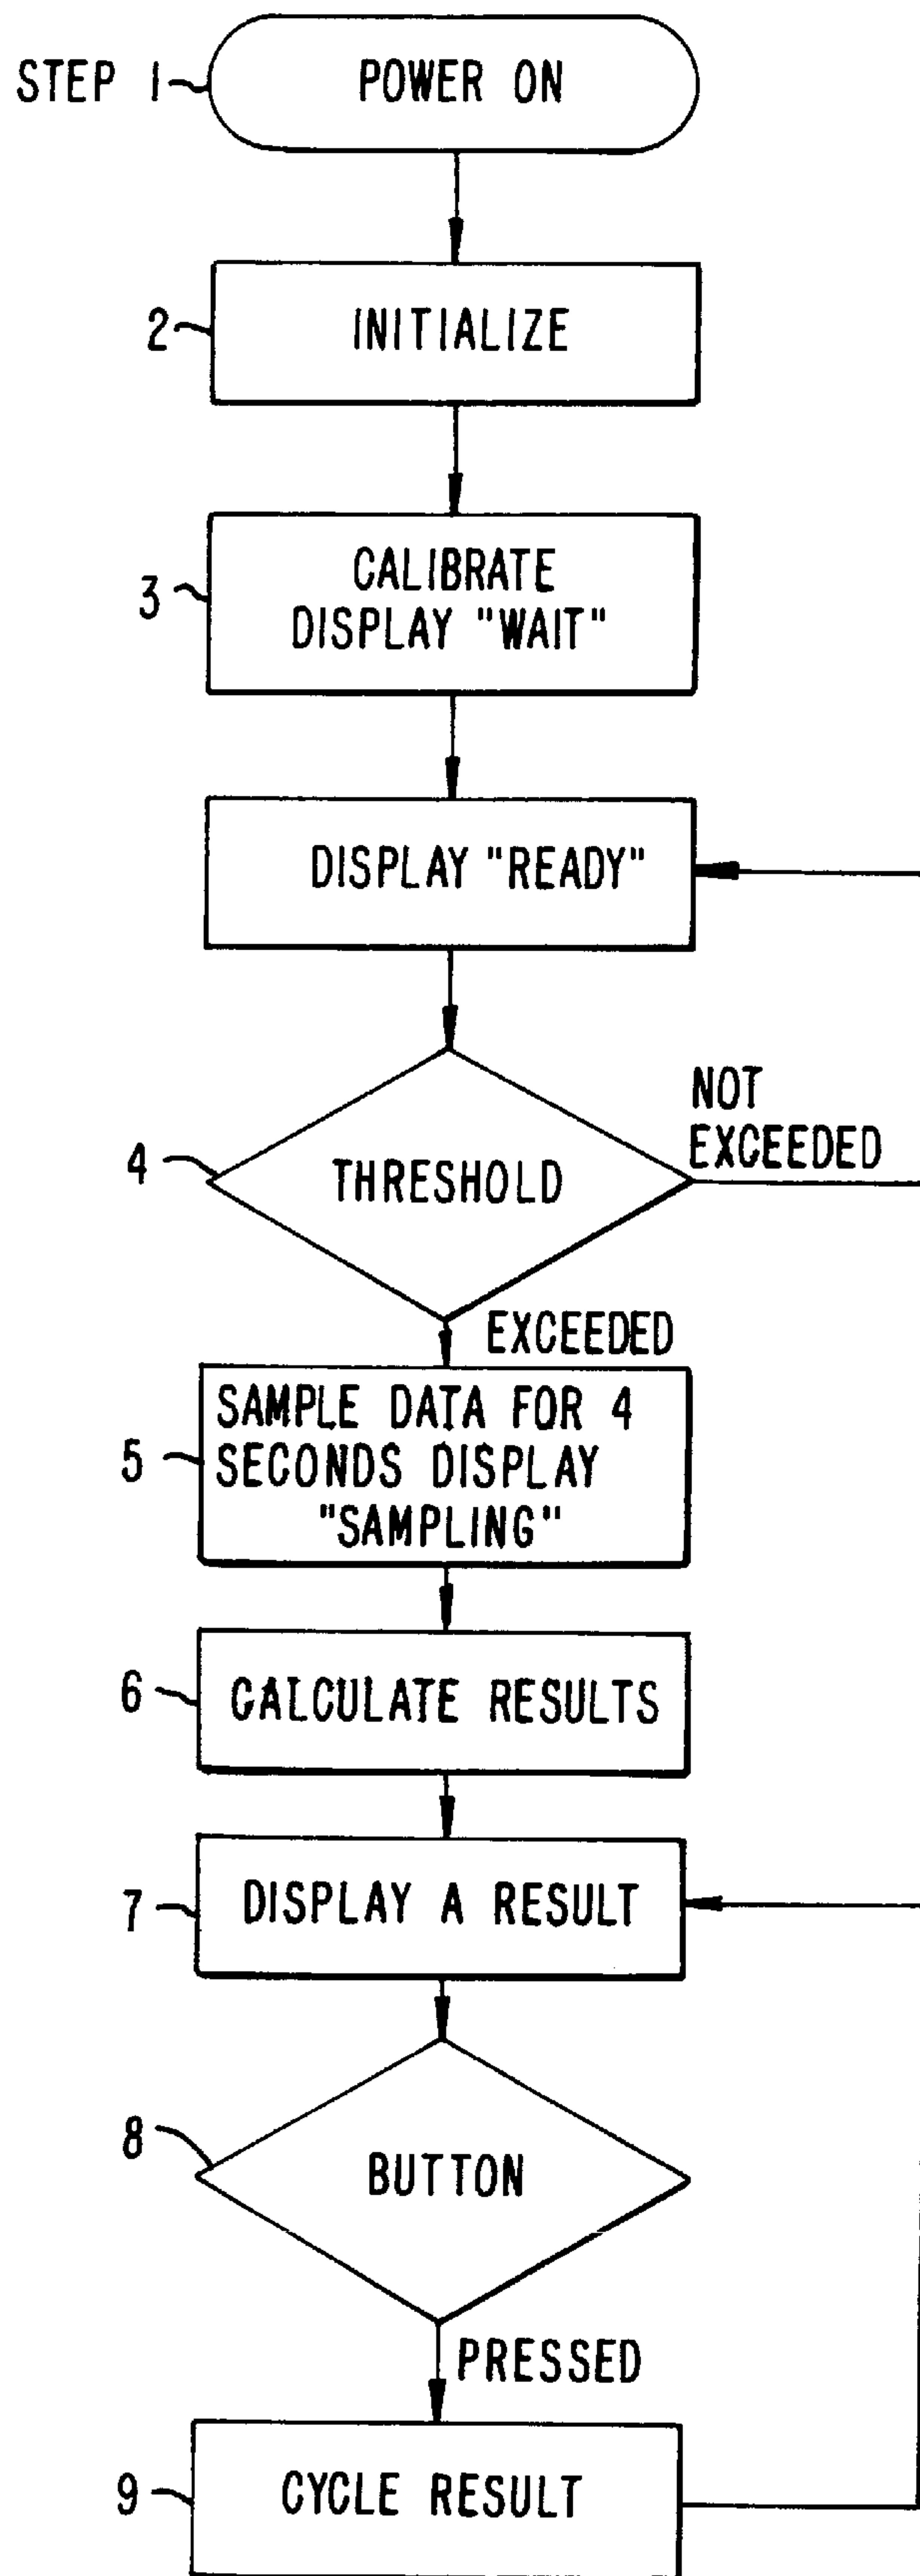 STEP 1
POWER ON
2
INITIALIZE
3
CALIBRATE
DISPLAY "WAIT"
DISPLAY "READY"
4
THRESHOLD
NOT
EXCEEDED
EXCEEDED
5
SAMPLE DATA FOR 4
SECONDS DISPLAY
"SAMPLING"
6
CALCULATE RESULTS
7
DISPLAY A RESULT
8
BUTTON
PRESSED
9
CYCLE RESULT